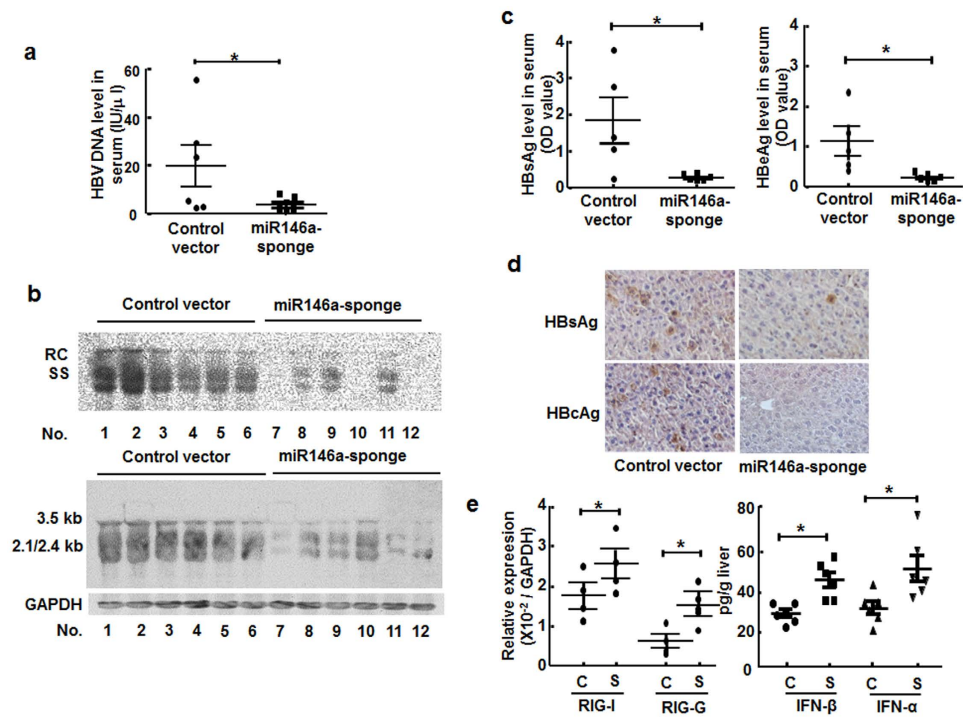 a
HBV DNA level in
serum (IU/μ l)
60
40
20
0
*
Control
vector
miR146a-
sponge
c
HBsAg level in serum
(OD value)
4
3
2
1
0
*
Control
vector
miR146a-
sponge
HBeAg level in serum
(OD value)
4
3
2
1
0
*
Control
vector
miR146a-
sponge
b
Control vector
miR146a-sponge
RC
SS
No. 1 2 3 4 5 6 7 8 9 10 11 12
Control vector
miR146a-sponge
3.5 kb
2.1/2.4 kb
GAPDH
No. 1 2 3 4 5 6 7 8 9 10 11 12
d
HBsAg
HBcAg
Control vector miR146a-sponge
e
Relative expreesion
(X10-2 / GAPDH)
4
3
2
1
0
*
*
C S C S
RIG-I RIG-G
pg/g liver
80
60
40
20
0
*
*
C S C S
IFN-β IFN-α